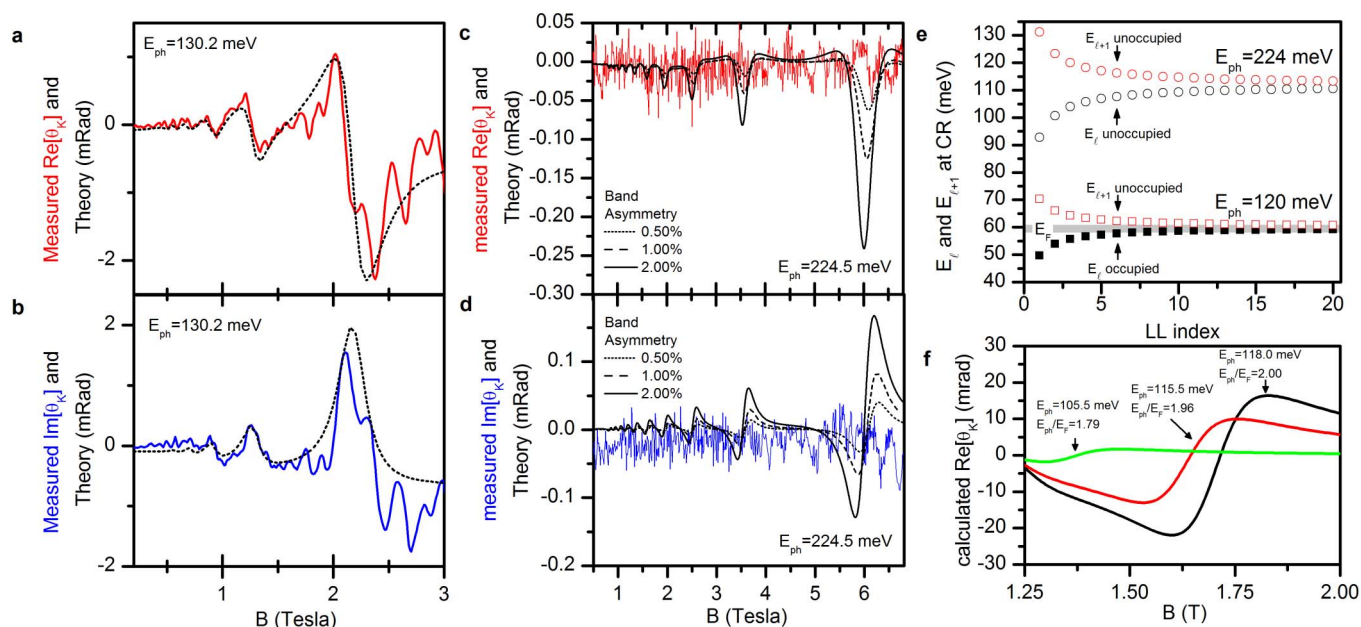 a
E_ph=130.2 meV
Measured Re[θ_K] and
Theory (mRad)
0
-2
b
E_ph=130.2 meV
Measured Im[θ_K] and
Theory (mRad)
2
0
-2
1
2
3
B (Tesla)
c
measured Re[θ_K] and
Theory (mRad)
0.05
0.00
-0.05
-0.10
-0.15
-0.20
-0.25
-0.30
Band
Asymmetry
0.50%
1.00%
2.00%
E_ph=224.5 meV
d
measured Im[θ_K] and
Theory (mRad)
0.1
0.0
-0.1
0.2
Band
Asymmetry
0.50%
1.00%
2.00%
E_ph=224.5 meV
1
2
3
4
5
6
B (Tesla)
e
E_ℓ and E_ℓ+1 at CR (meV)
130
120
110
100
90
80
70
60
50
40
E_ℓ+1 unoccupied
E_ph=224 meV
E_ℓ unoccupied
E_ℓ+1 unoccupied
E_ph=120 meV
E_F
E_ℓ occupied
0
5
10
15
20
LL index
f
calculated Re[θ_K] (mrad)
30
20
10
0
-10
-20
-30
E_ph=118.0 meV
E_ph/E_F=2.00
E_ph=115.5 meV
E_ph/E_F=1.96
E_ph=105.5 meV
E_ph/E_F=1.79
1.25
1.50
1.75
2.00
B (T)